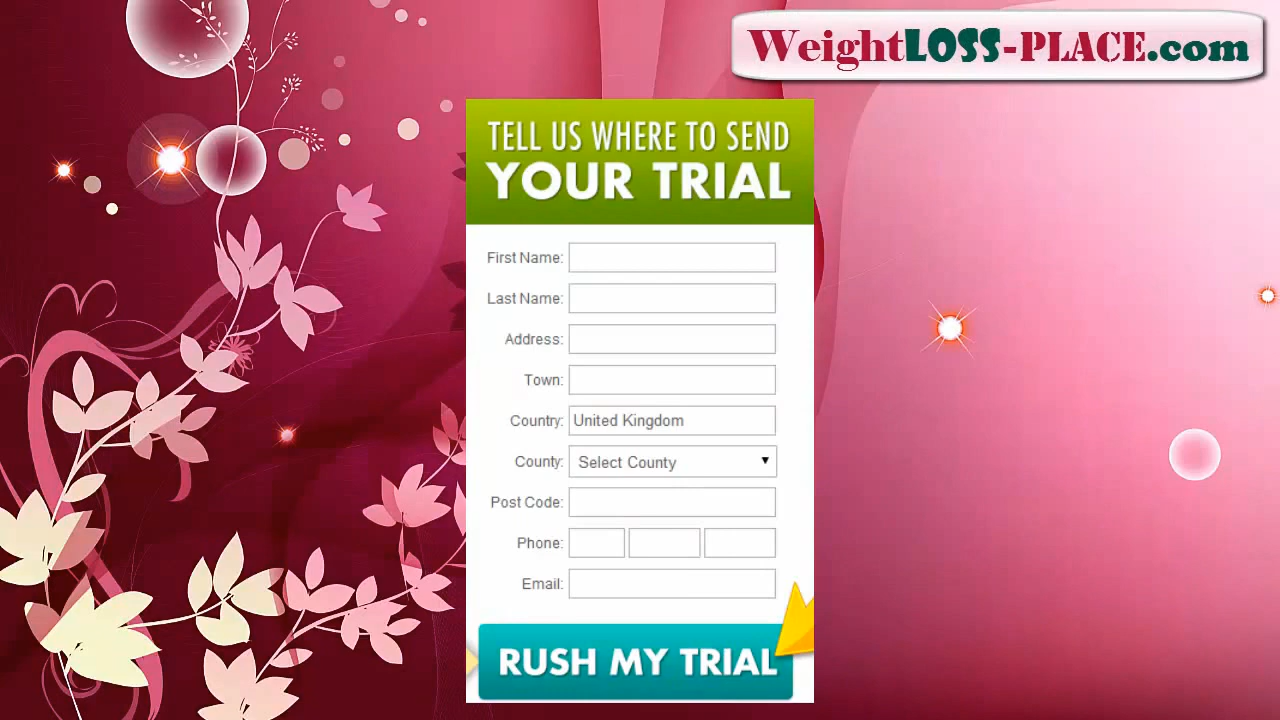 WeightLOSS-PLACE.com
TELL US WHERE TO SEND
YOUR TRIAL
First Name:
Last Name:
Address:
Town:
Country: United Kingdom
County: Select County
Post Code:
Phone:
Email:
RUSH MY TRIAL